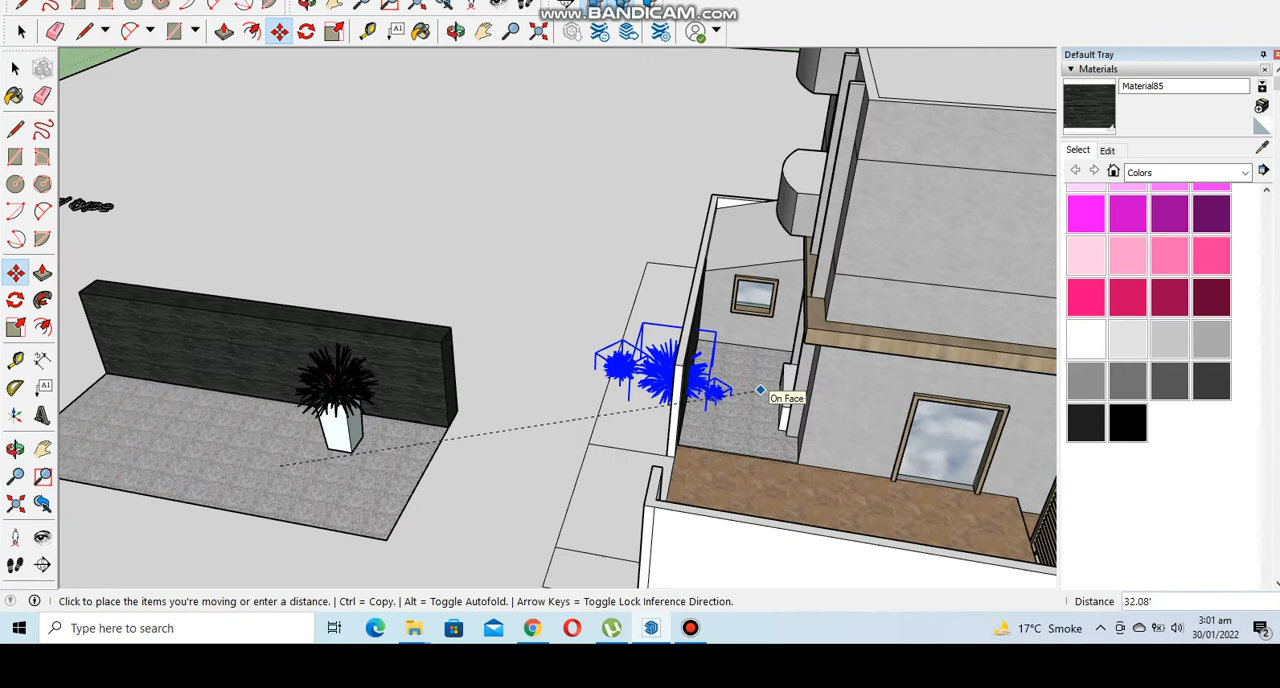 www.BANDICAM.com
Default Tray
Materials
Material85
Select
Edit
Colors
On Face
Click to place the items you're moving or enter a distance. | Ctrl = Copy. | Alt = Toggle Autofold. | Arrow Keys = Toggle Lock Inference Direction.
Distance
32.08'
Type here to search
17°C Smoke
3:01 am
30/01/2022
2